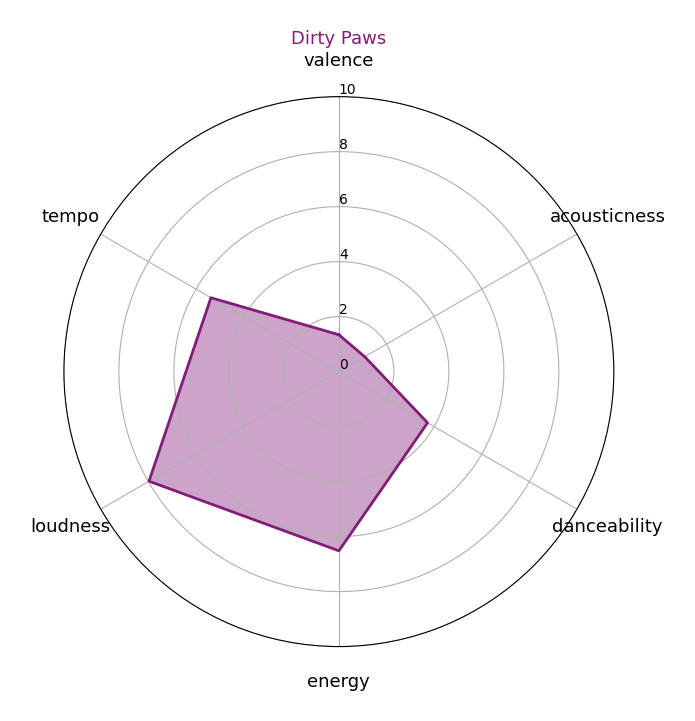 Dirty Paws
valence
10
8
tempo
acousticness
6
4
2
0
loudness
danceability
energy